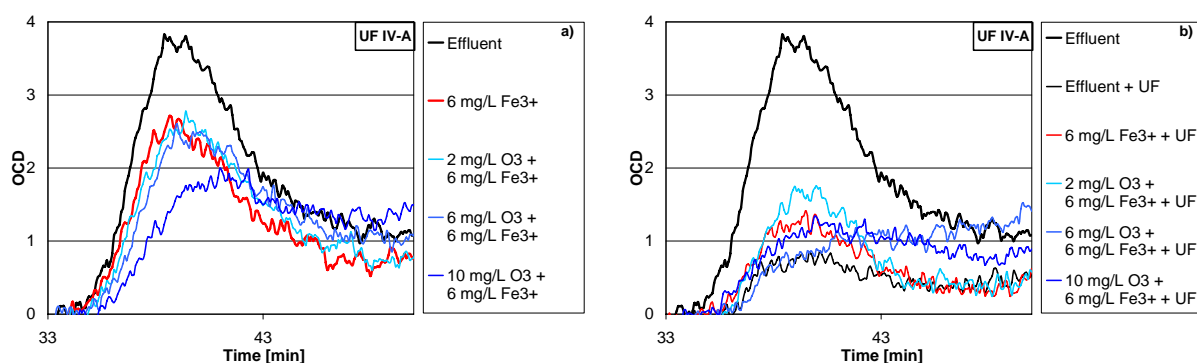 4
3
2
1
0
OCD
33
43
Time [min]
UF IV-A
a)
Effluent
6 mg/L Fe3+
2 mg/L O3 +
6 mg/L Fe3+
6 mg/L O3 +
6 mg/L Fe3+
10 mg/L O3 +
6 mg/L Fe3+
4
3
2
1
0
OCD
33
43
Time [min]
UF IV-A
b)
Effluent
Effluent + UF
6 mg/L Fe3+ + UF
2 mg/L O3 +
6 mg/L Fe3+ + UF
6 mg/L O3 +
6 mg/L Fe3+ + UF
10 mg/L O3 +
6 mg/L Fe3+ + UF